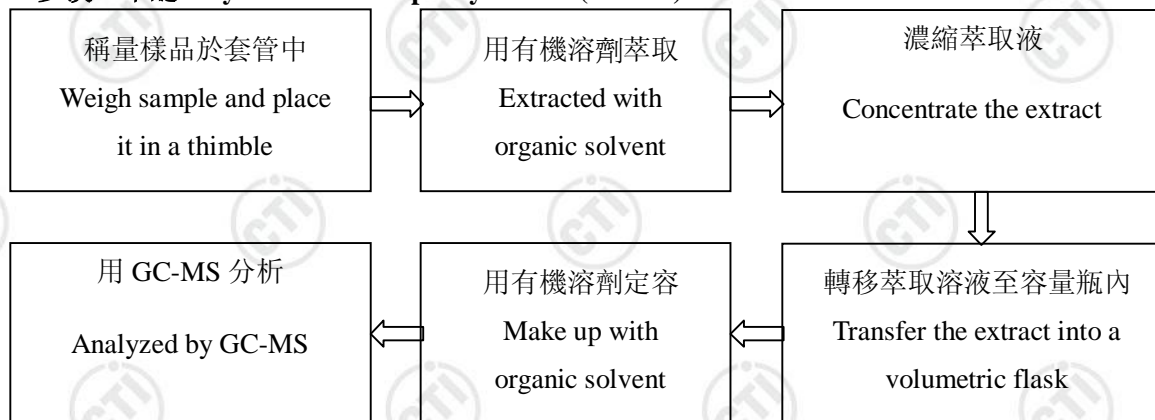 稱量樣品於套管中
Weigh sample and place
it in a thimble
用有機溶劑萃取
Extracted with
organic solvent
濃縮萃取液
Concentrate the extract
轉移萃取溶液至容量瓶內
Transfer the extract into a
volumetric flask
用有機溶劑定容
Make up with
organic solvent
用 GC-MS 分析
Analyzed by GC-MS
CTI